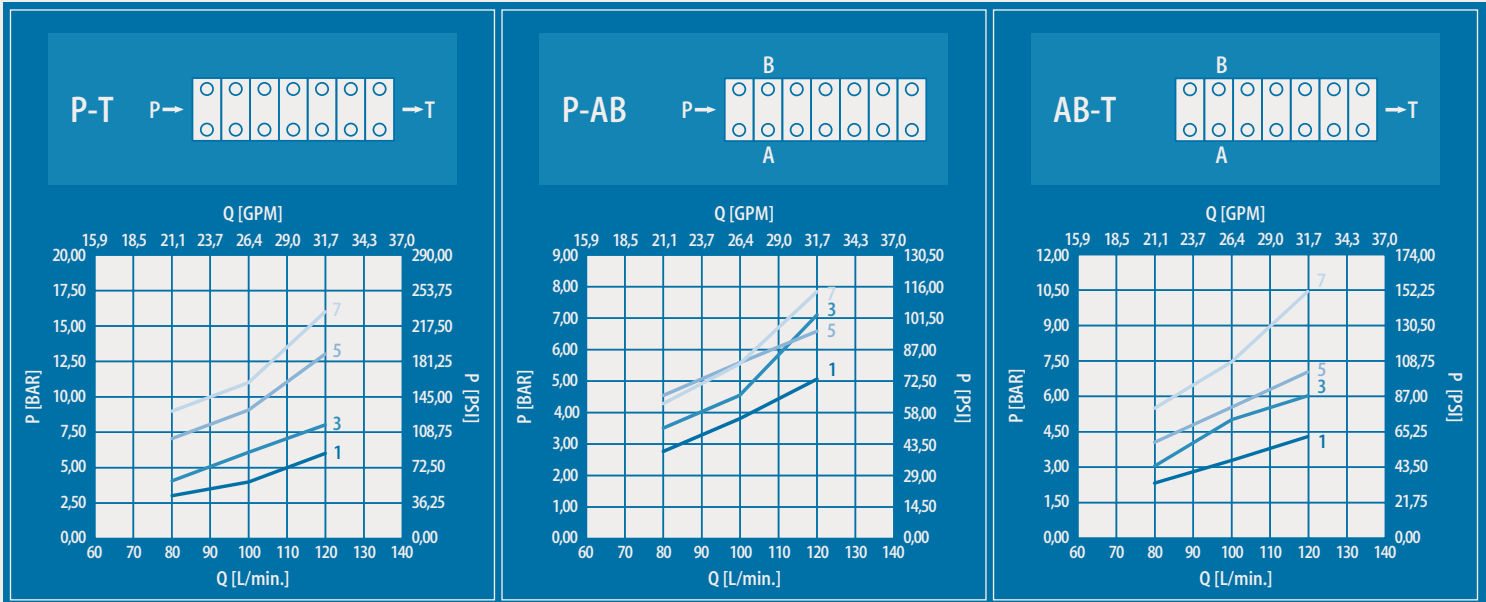 P-T P→ →T
Q [GPM]
15,9 18,5 21,1 23,7 26,4 29,0 31,7 34,3 37,0
20,00 290,00
17,50 253,75
15,00 217,50
12,50 181,25
10,00 145,00
7,50 108,75
5,00 72,50
2,50 36,25
0,00 0,00
P [BAR]
P [PSI]
7
5
3
1
60 70 80 90 100 110 120 130 140
Q [L/min.]
B
P-AB P→
A
Q [GPM]
15,9 18,5 21,1 23,7 26,4 29,0 31,7 34,3 37,0
9,00 130,50
8,00 116,00
7,00 101,50
6,00 87,00
5,00 72,50
4,00 58,00
3,00 43,50
2,00 29,00
1,00 14,50
0,00 0,00
P [BAR]
P [PSI]
7
3
5
1
60 70 80 90 100 110 120 130 140
Q [L/min.]
B
AB-T →T
A
Q [GPM]
15,9 18,5 21,1 23,7 26,4 29,0 31,7 34,3 37,0
12,00 174,00
10,50 152,25
9,00 130,50
7,50 108,75
6,00 87,00
4,50 65,25
3,00 43,50
1,50 21,75
0,00 0,00
P [BAR]
P [PSI]
7
5
3
1
60 70 80 90 100 110 120 130 140
Q [L/min.]